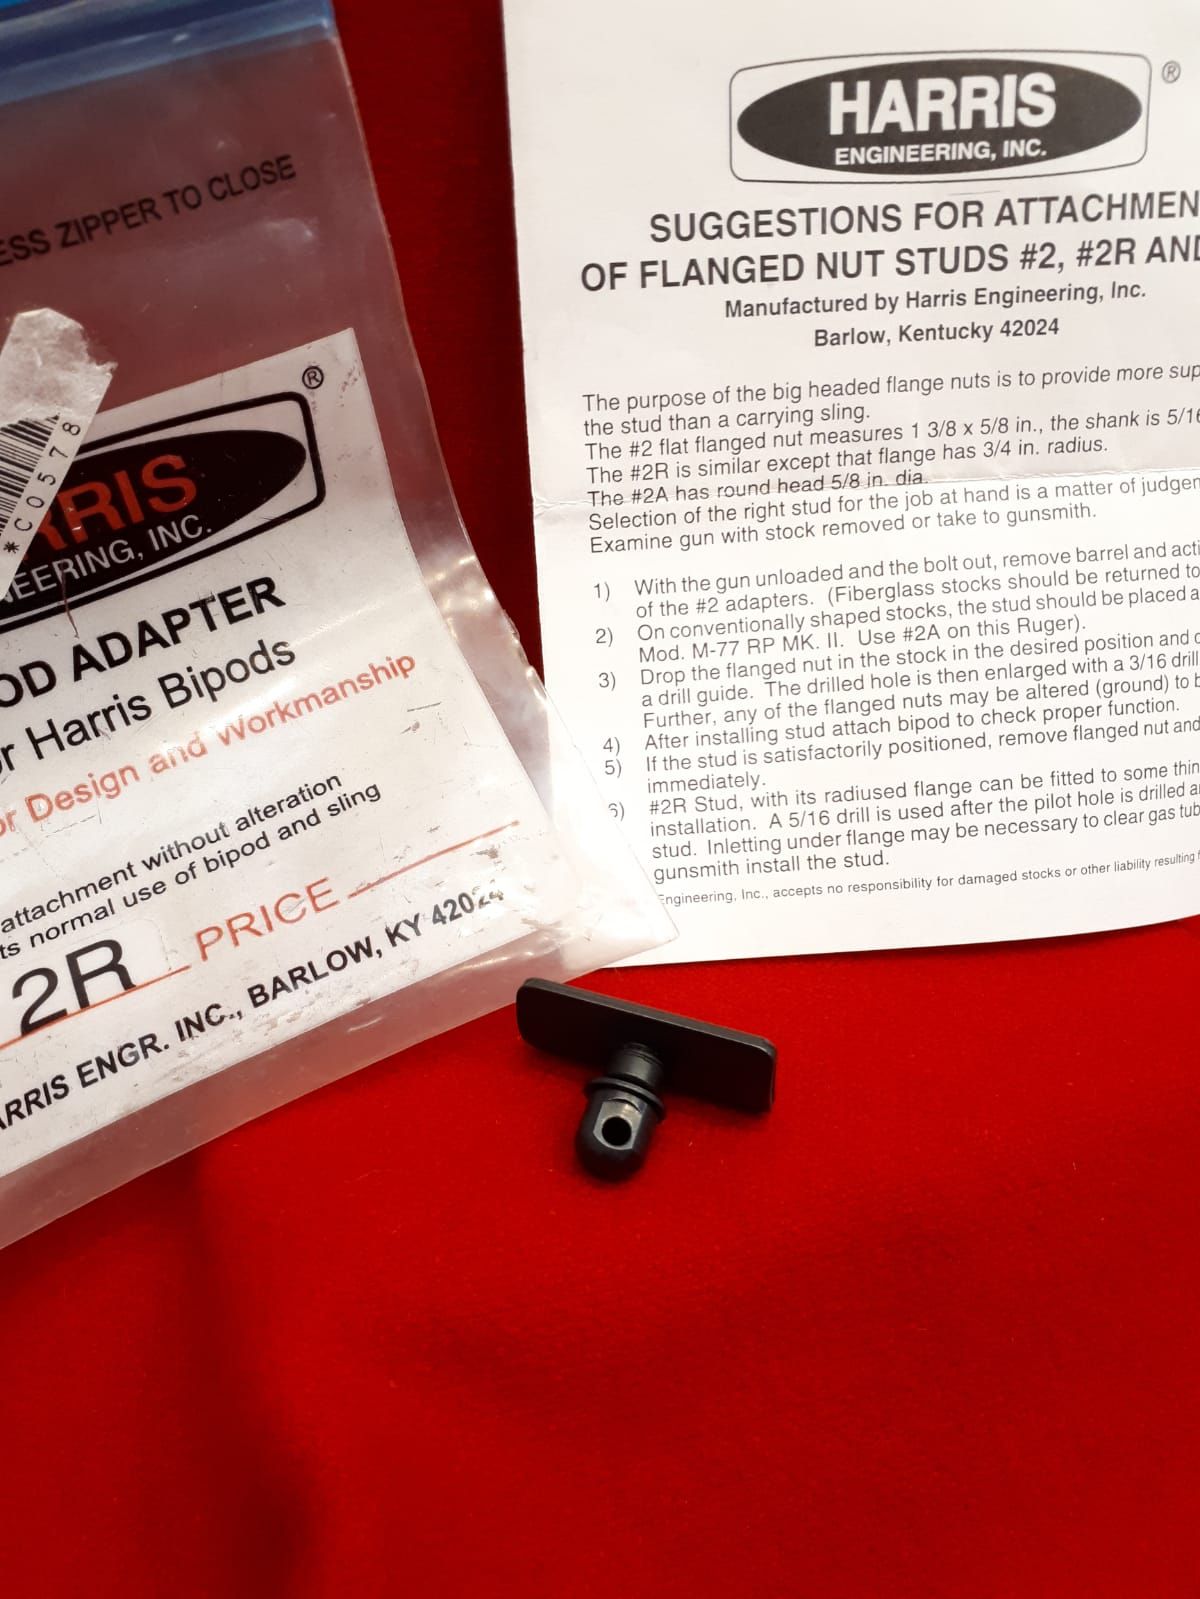 ESS ZIPPER TO CLOSE
*C0578
®
RRIS
NEERING, INC.
OD ADAPTER
or Harris Bipods
or Design and Workmanship
attachment without alteration
ts normal use of bipod and sling
2R PRICE
ARRIS ENGR. INC., BARLOW, KY 42024
HARRIS ®
ENGINEERING, INC.
SUGGESTIONS FOR ATTACHMEN
OF FLANGED NUT STUDS #2, #2R AND
Manufactured by Harris Engineering, Inc.
Barlow, Kentucky 42024
The purpose of the big headed flange nuts is to provide more sup
the stud than a carrying sling.
The #2 flat flanged nut measures 1 3/8 x 5/8 in., the shank is 5/16
The #2R is similar except that flange has 3/4 in. radius.
The #2A has round head 5/8 in. dia.
Selection of the right stud for the job at hand is a matter of judgem
Examine gun with stock removed or take to gunsmith.
1) With the gun unloaded and the bolt out, remove barrel and acti
of the #2 adapters. (Fiberglass stocks should be returned to
2) On conventionally shaped stocks, the stud should be placed a
Mod. M-77 RP MK. II. Use #2A on this Ruger).
3) Drop the flanged nut in the stock in the desired position and
a drill guide. The drilled hole is then enlarged with a 3/16 drill
Further, any of the flanged nuts may be altered (ground) to b
4) After installing stud attach bipod to check proper function.
5) If the stud is satisfactorily positioned, remove flanged nut and
immediately.
6) #2R Stud, with its radiused flange can be fitted to some thin
installation. A 5/16 drill is used after the pilot hole is drilled a
stud. Inletting under flange may be necessary to clear gas tub
gunsmith install the stud.
Engineering, Inc., accepts no responsibility for damaged stocks or other liability resulting f